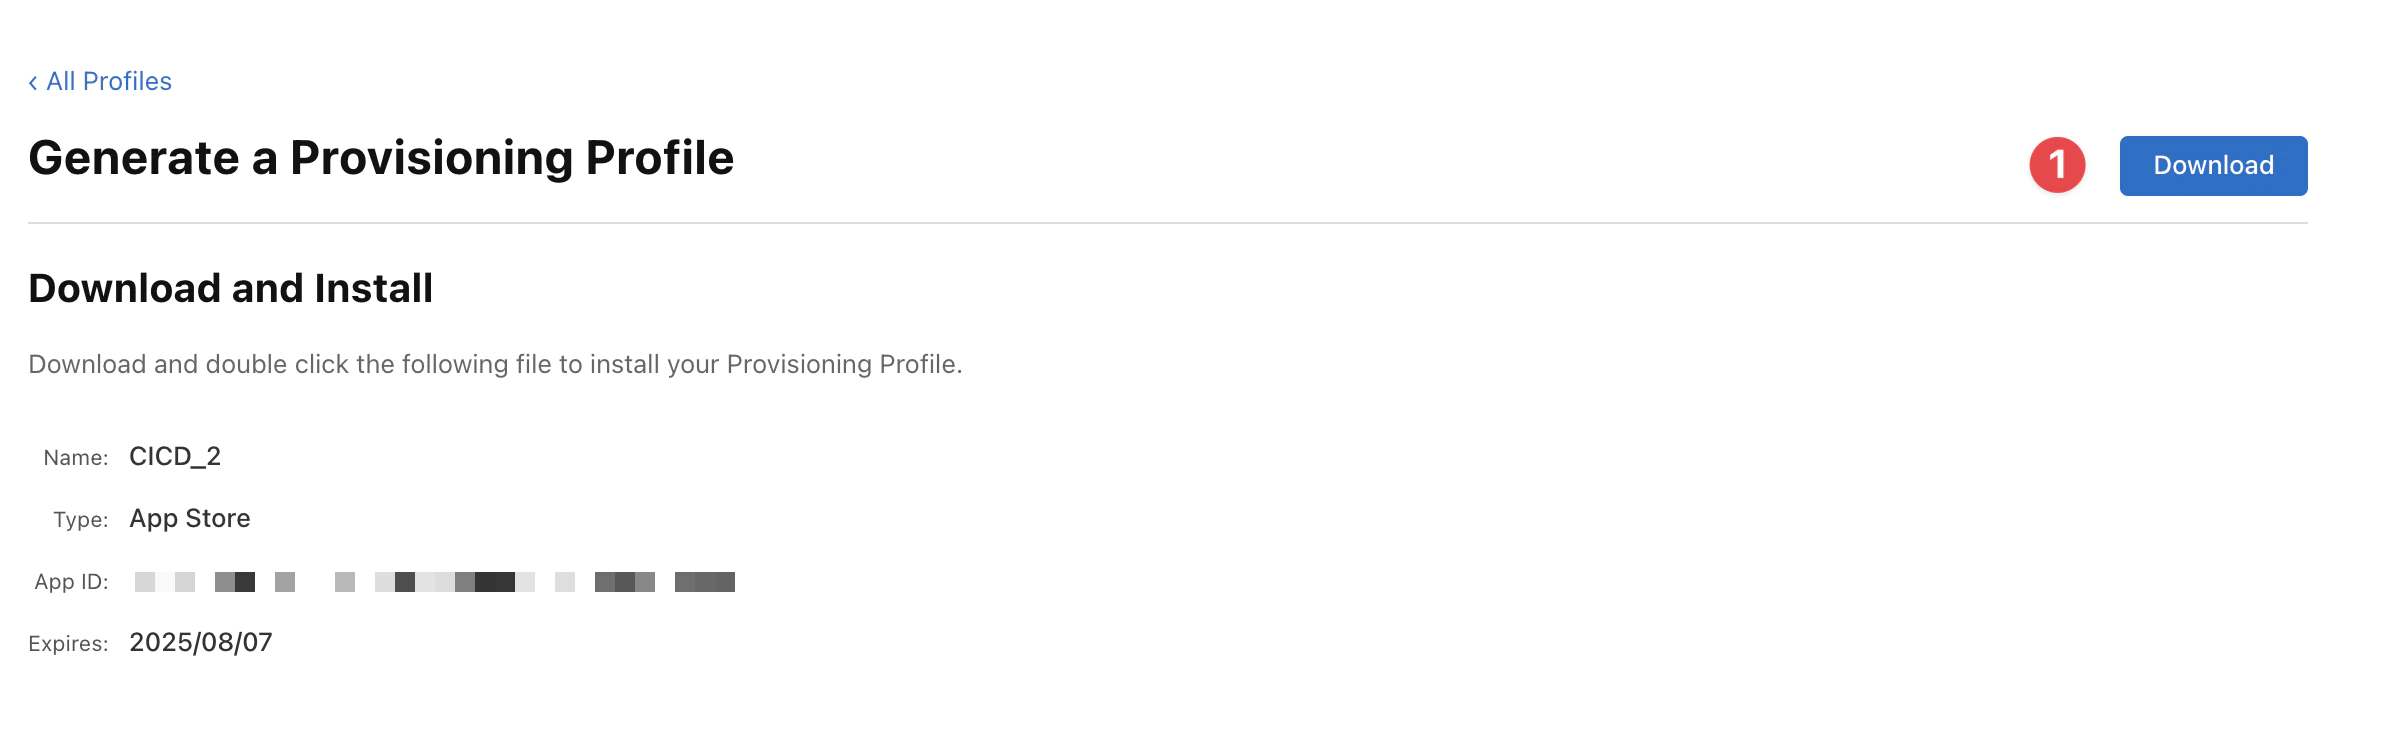 ‹ All Profiles
Generate a Provisioning Profile
1 Download
Download and Install
Download and double click the following file to install your Provisioning Profile.
Name: CICD_2
Type: App Store
App ID:
Expires: 2025/08/07